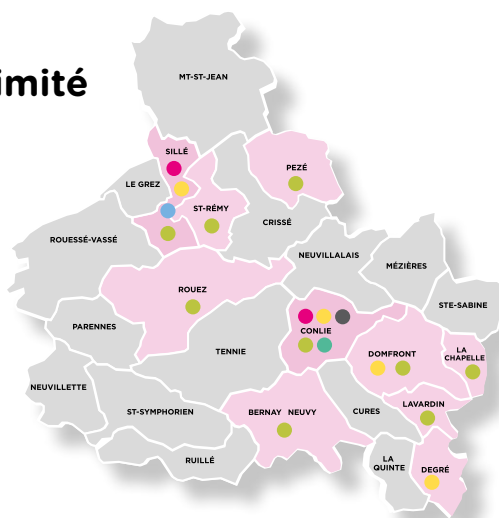 imité
MT-ST-JEAN
SILLÉ
PEZÉ
LE GREZ
ST-RÉMY
CRISSÉ
ROUESSÉ-VASSÉ
NEUVILLALAIS
MÉZIÈRES
ROUEZ
STE-SABINE
PARENNES
CONLIE
TENNIE
DOMFRONT
LA
CHAPELLE
NEUVILLETTE
ST-SYMPHORIEN
BERNAY NEUVY
CURES
LAVARDIN
RUILLÉ
LA
QUINTE
DEGRÉ